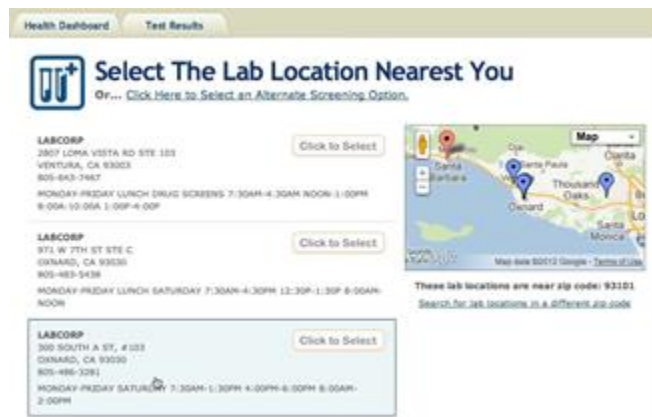 Health Dashboard
Test Results
Select The Lab Location Nearest You
Or... Click Here to Select an Alternate Screening Option.
LABCORP
2807 LOMA VISTA RD STE 103
VENTURA, CA 93003
805-643-7467
MONDAY-FRIDAY LUNCH DRUG SCREENS 7:30AM-4:30AM NOON-1:00PM
8:00A-10:00A 1:00P-4:00P
Click to Select
LABCORP
971 W 7TH ST STE C
OXNARD, CA 93030
805-483-5438
MONDAY-FRIDAY LUNCH SATURDAY 7:30AM-4:30PM 12:30P-1:30P 8:00AM-
NOON
Click to Select
LABCORP
300 SOUTH A ST, #103
OXNARD, CA 93030
805-486-3281
MONDAY-FRIDAY SATURDAY 7:30AM-1:30PM 4:00PM-6:00PM 8:00AM-
2:00PM
Click to Select
Map
Ojai
Santa
Barbara
Santa Paula
Clarita
Thousand
Oaks
Oxnard
Santa
Monica
Map data ©2012 Google - Terms of Use
These lab locations are near zip code: 93101
Search for lab locations in a different zip code